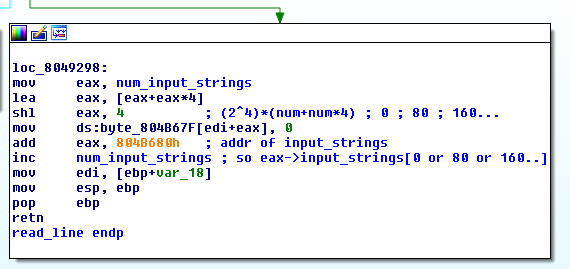 loc_8049298:
mov eax, num_input_strings
lea eax, [eax+eax*4]
shl eax, 4 ; (2^4)*(num+num*4) ; 0 ; 80 ; 160...
mov ds:byte_804B67F[edi+eax], 0
add eax, 804B680h ; addr of input_strings
inc num_input_strings ; so eax->input_strings[0 or 80 or 160..]
mov edi, [ebp+var_18]
mov esp, ebp
pop ebp
retn
read_line endp